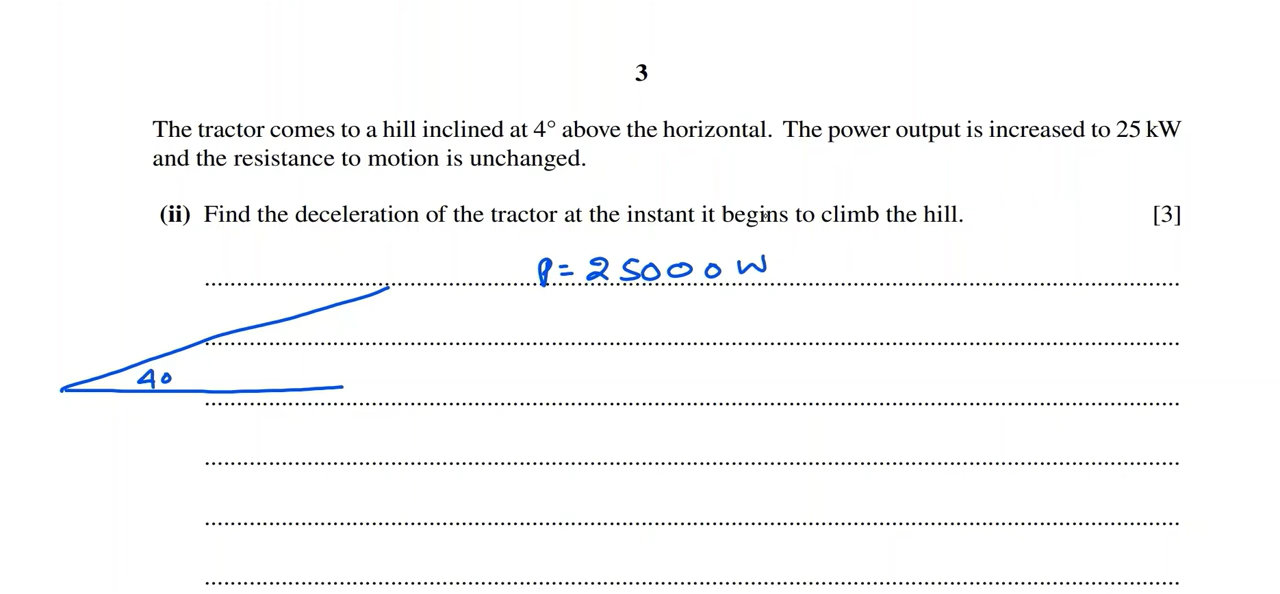 3
The tractor comes to a hill inclined at 4° above the horizontal. The power output is increased to 25 kW
and the resistance to motion is unchanged.
(ii) Find the deceleration of the tractor at the instant it begins to climb the hill. [3]
P = 25000 W
4°